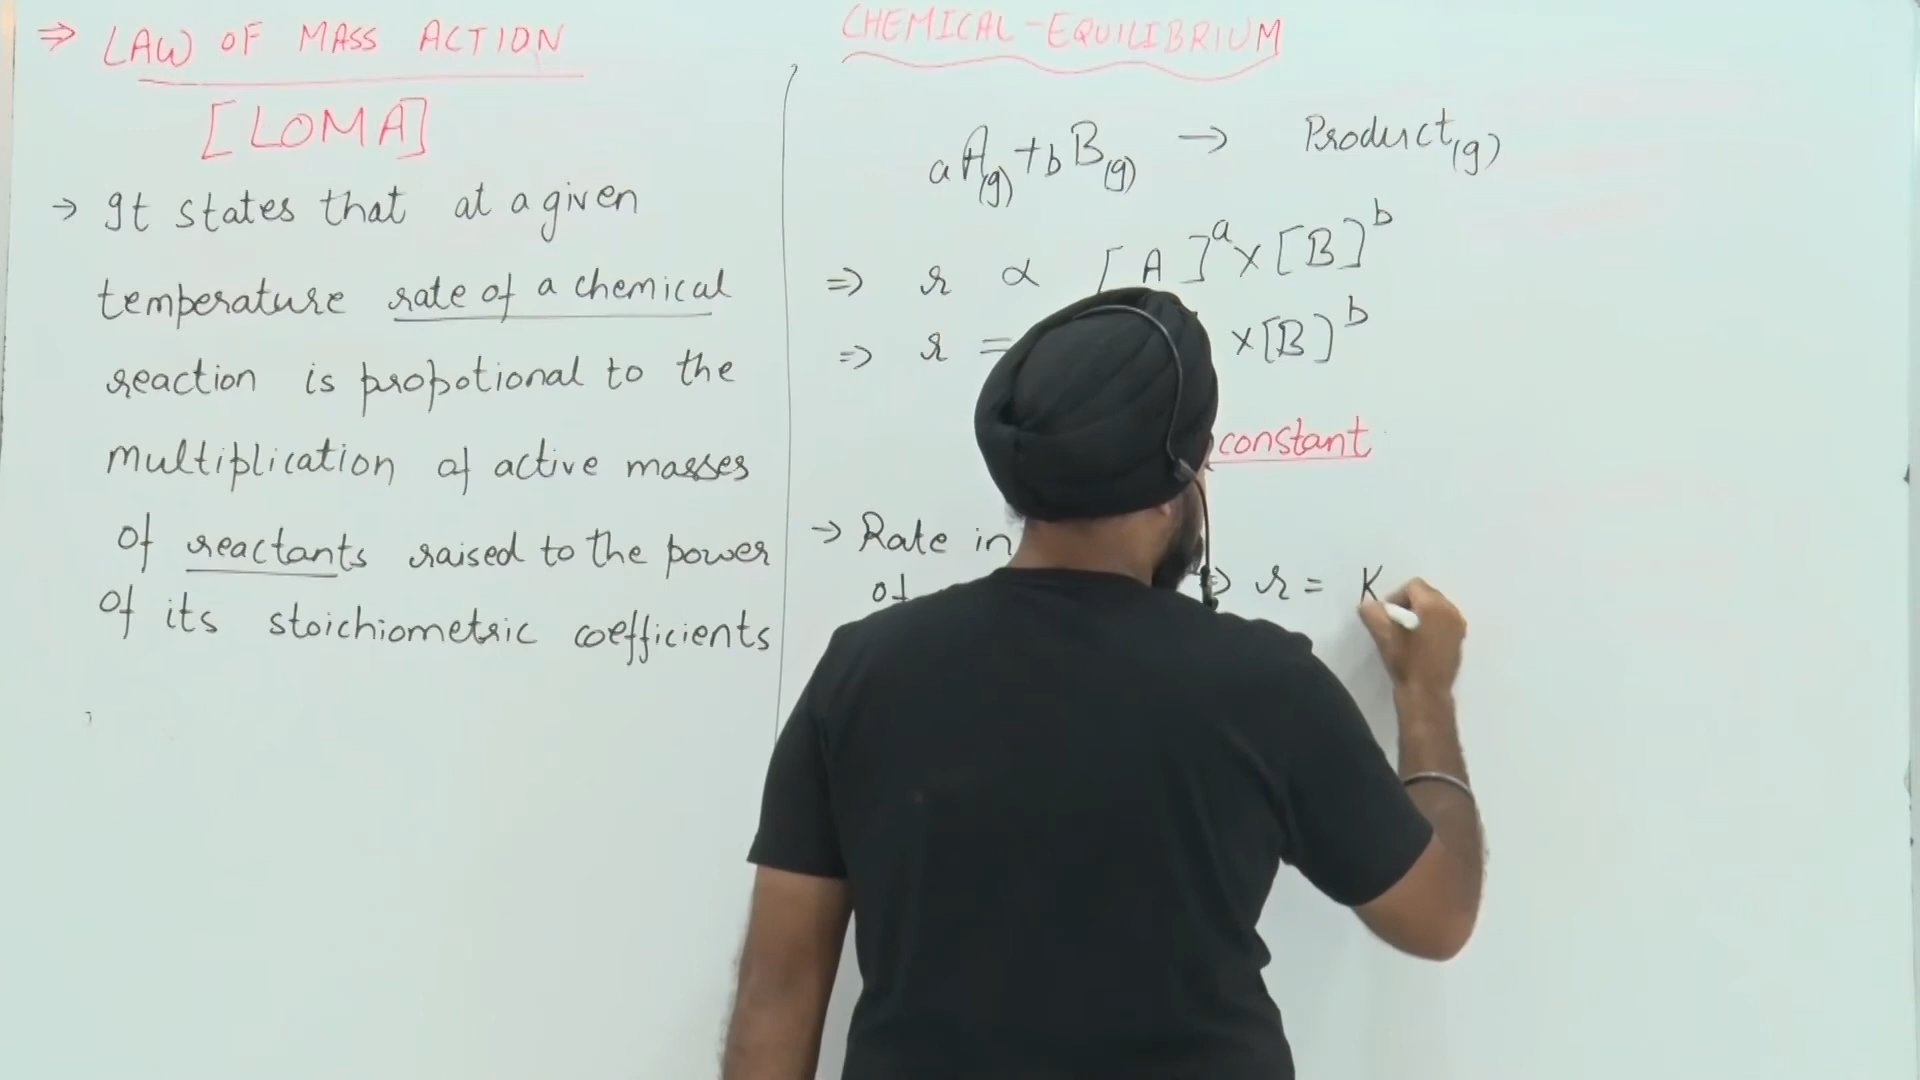 ⇒ LAW OF MASS ACTION
[LOMA]
→ It states that at a given
temperature rate of a chemical
reaction is propotional to the
multiplication of active masses
of reactants raised to the power
of its stoichiometric coefficients
CHEMICAL-EQUILIBRIUM
aA(g) + bB(g) → Product(g)
⇒ r ∝ [A]^a × [B]^b
⇒ r = × [B]^b
constant
→ Rate in
of ⇒ r = K